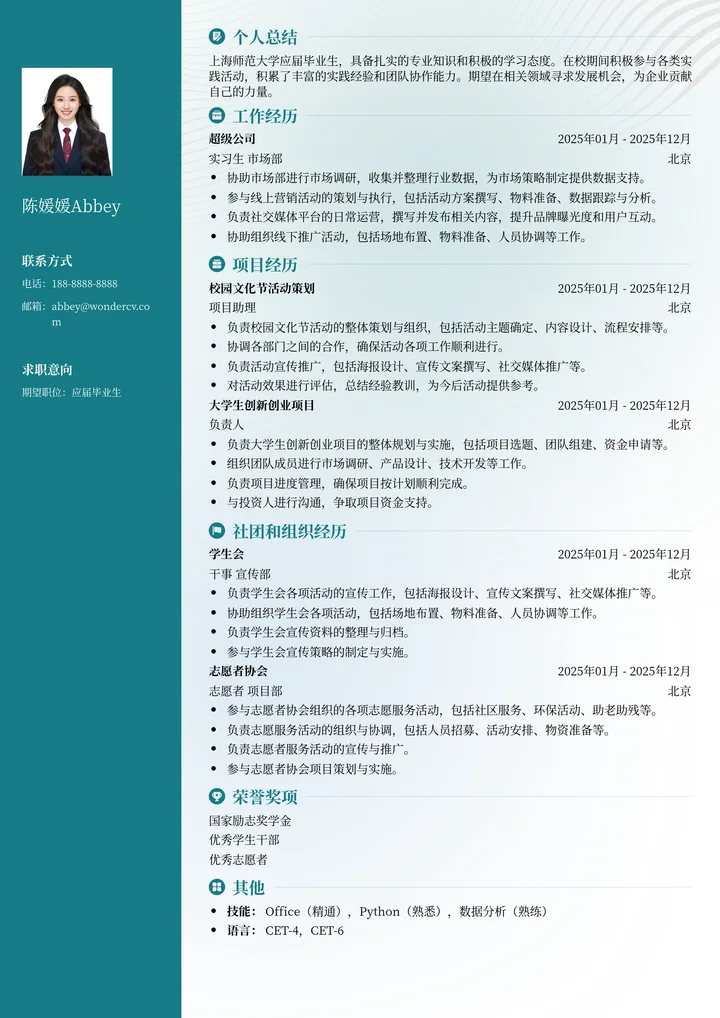 陈媛媛Abbey
联系方式
电话：188-8888-8888
邮箱：abbey@wondercv.co
m
求职意向
期望职位：应届毕业生
个人总结
上海师范大学应届毕业生，具备扎实的专业知识和积极的学习态度。在校期间积极参与各类实
践活动，积累了丰富的实践经验和团队协作能力。期望在相关领域寻求发展机会，为企业贡献
自己的力量。
工作经历
超级公司 2025年01月 - 2025年12月
实习生 市场部 北京
• 协助市场部进行市场调研，收集并整理行业数据，为市场策略制定提供数据支持。
• 参与线上营销活动的策划与执行，包括活动方案撰写、物料准备、数据跟踪与分析。
• 负责社交媒体平台的日常运营，撰写并发布相关内容，提升品牌曝光度和用户互动。
• 协助组织线下推广活动，包括场地布置、物料准备、人员协调等工作。
项目经历
校园文化节活动策划 2025年01月 - 2025年12月
项目助理 北京
• 负责校园文化节活动的整体策划与组织，包括活动主题确定、内容设计、流程安排等。
• 协调各部门之间的合作，确保活动各项工作顺利进行。
• 负责活动宣传推广，包括海报设计、宣传文案撰写、社交媒体推广等。
• 对活动效果进行评估，总结经验教训，为今后活动提供参考。
大学生创新创业项目 2025年01月 - 2025年12月
负责人 北京
• 负责大学生创新创业项目的整体规划与实施，包括项目选题、团队组建、资金申请等。
• 组织团队成员进行市场调研、产品设计、技术开发等工作。
• 负责项目进度管理，确保项目按计划顺利完成。
• 与投资人进行沟通，争取项目资金支持。
社团和组织经历
学生会 2025年01月 - 2025年12月
干事 宣传部 北京
• 负责学生会各项活动的宣传工作，包括海报设计、宣传文案撰写、社交媒体推广等。
• 协助组织学生会各项活动，包括场地布置、物料准备、人员协调等工作。
• 负责学生会宣传资料的整理与归档。
• 参与学生会宣传策略的制定与实施。
志愿者协会 2025年01月 - 2025年12月
志愿者 项目部 北京
• 参与志愿者协会组织的各项志愿服务活动，包括社区服务、环保活动、助老助残等。
• 负责志愿服务活动的组织与协调，包括人员招募、活动安排、物资准备等。
• 负责志愿者服务活动的宣传与推广。
• 参与志愿者协会项目策划与实施。
荣誉奖项
国家励志奖学金
优秀学生干部
优秀志愿者
其他
• 技能： Office（精通）, Python（熟悉）, 数据分析（熟练）
• 语言： CET-4，CET-6